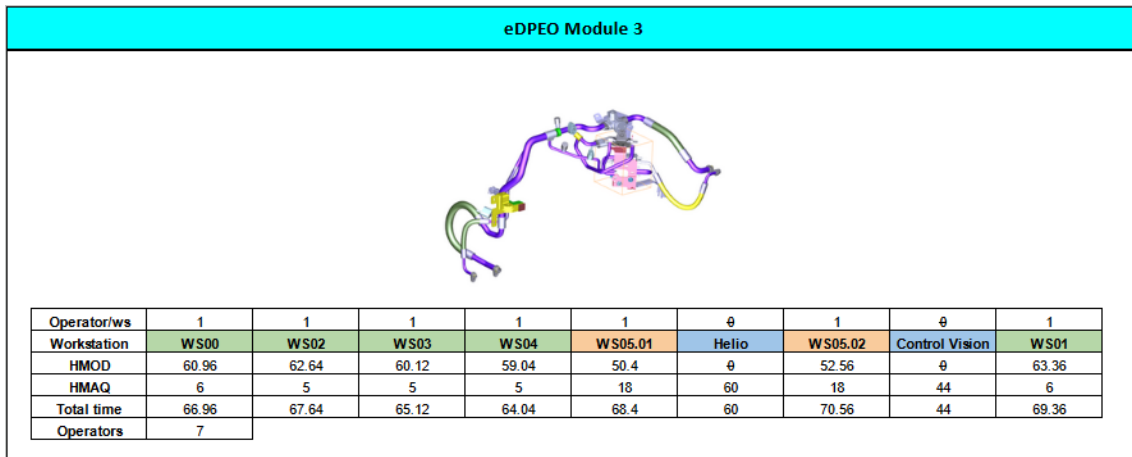 eDPEO Module 3
Operator/ws 1 1 1 1 1 0 1 0 1
Workstation WS00 WS02 WS03 WS04 WS05.01 Helio WS05.02 Control Vision WS01
HMOD 60.96 62.64 60.12 59.04 50.4 0 52.56 0 63.36
HMAQ 6 5 5 5 18 60 18 44 6
Total time 66.96 67.64 65.12 64.04 68.4 60 70.56 44 69.36
Operators 7